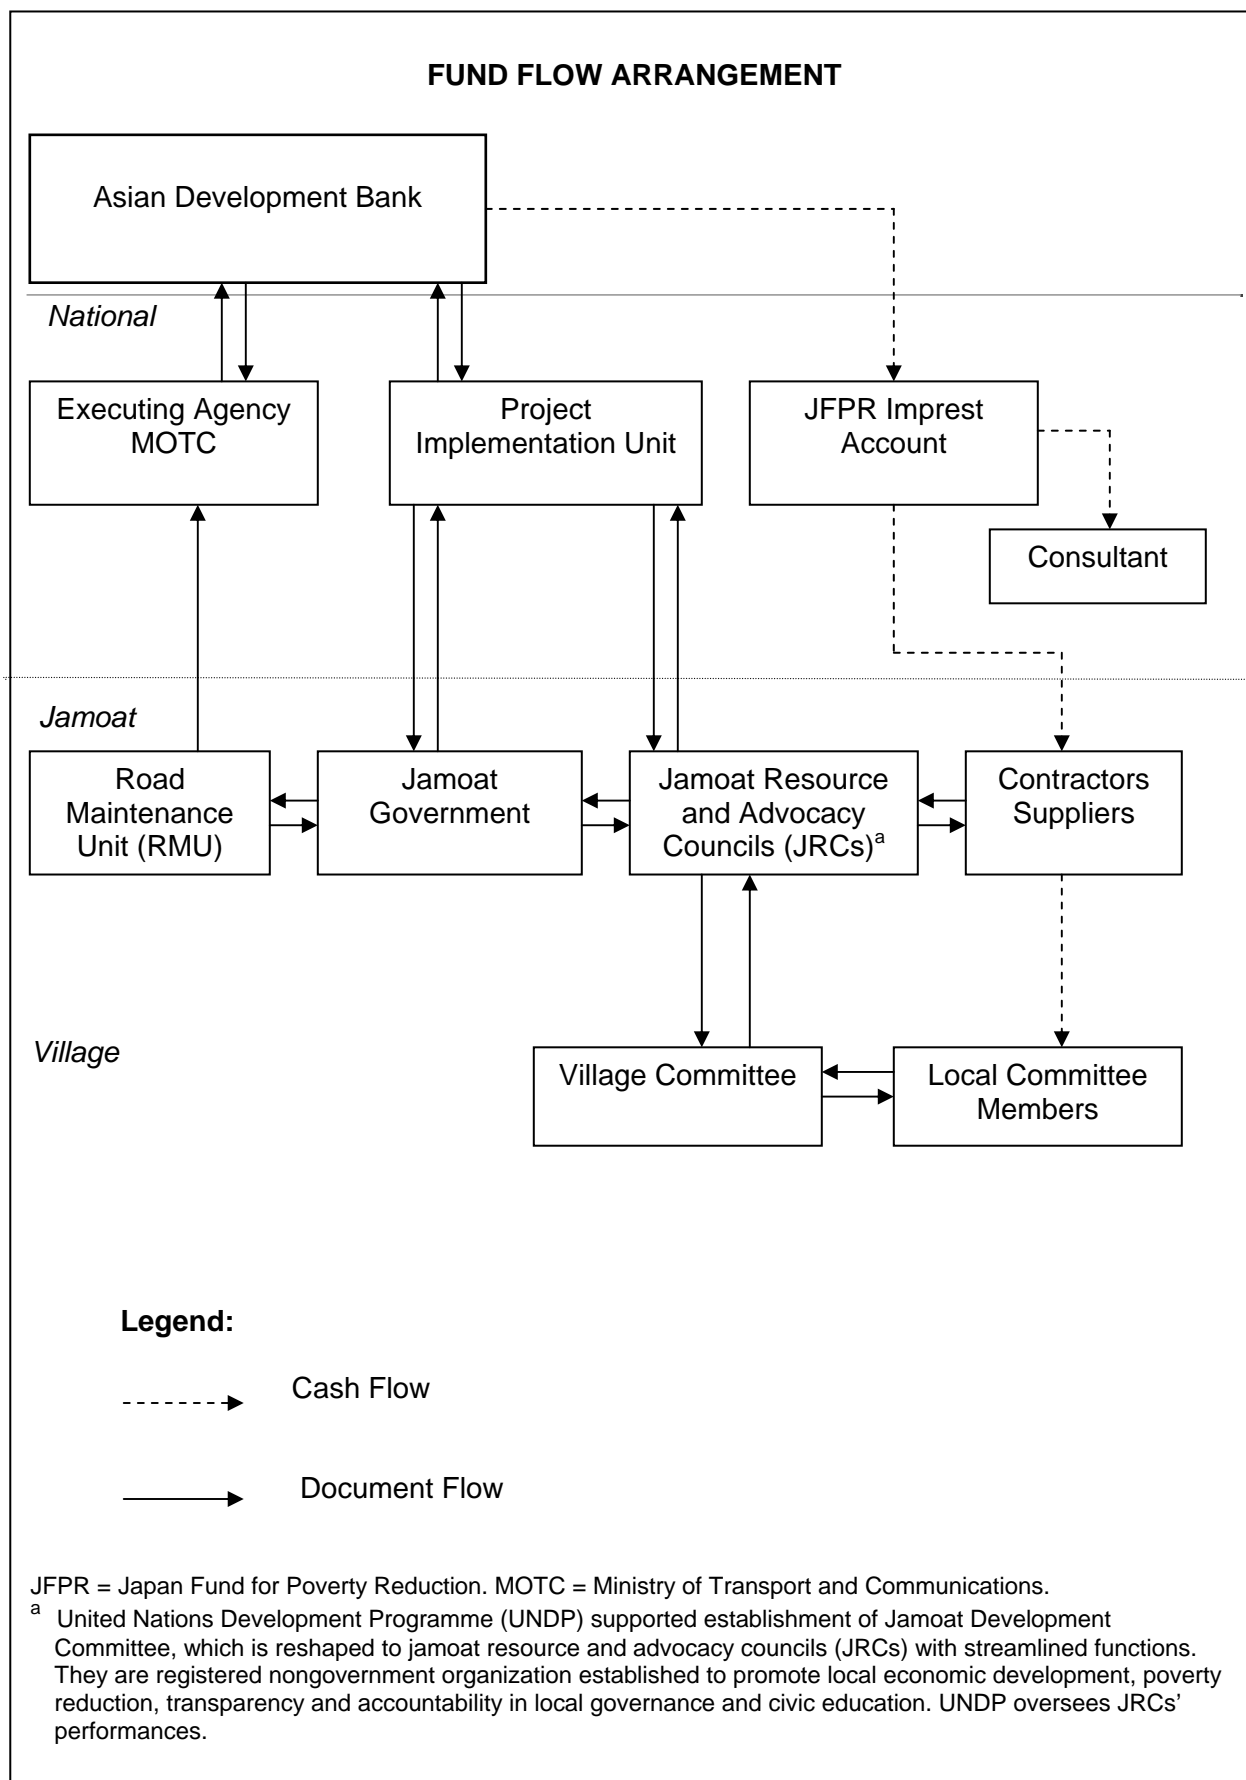 FUND FLOW ARRANGEMENT
Asian Development Bank
National
Executing Agency
MOTC
Project
Implementation Unit
JFPR Imprest
Account
Consultant
Jamoat
Road
Maintenance
Unit (RMU)
Jamoat
Government
Jamoat Resource
and Advocacy
Councils (JRCs)a
Contractors
Suppliers
Village
Village Committee
Local Committee
Members
Legend:
Cash Flow
Document Flow
JFPR = Japan Fund for Poverty Reduction. MOTC = Ministry of Transport and Communications.
a United Nations Development Programme (UNDP) supported establishment of Jamoat Development
Committee, which is reshaped to jamoat resource and advocacy councils (JRCs) with streamlined functions.
They are registered nongovernment organization established to promote local economic development, poverty
reduction, transparency and accountability in local governance and civic education. UNDP oversees JRCs'
performances.